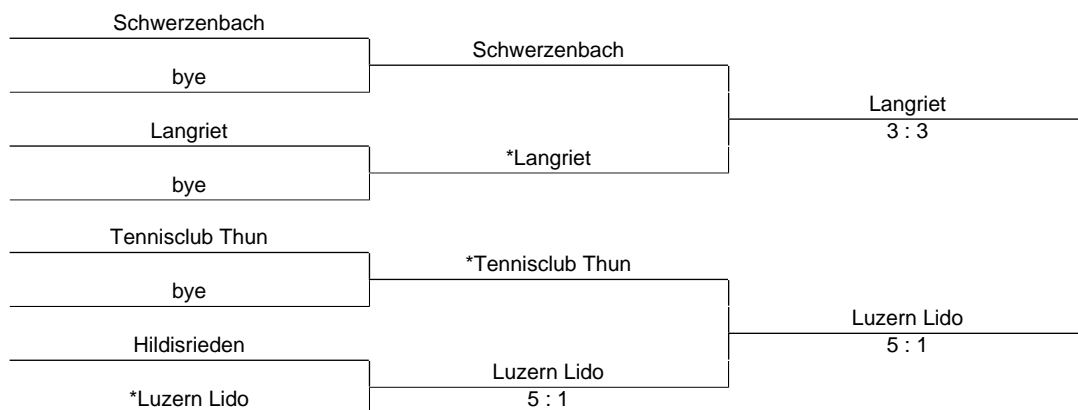 Schwerzenbach
Schwerzenbach
bye
Langriet
3 : 3
Langriet
*Langriet
bye
Tennisclub Thun
*Tennisclub Thun
bye
Luzern Lido
5 : 1
Hildisrieden
Luzern Lido
5 : 1
*Luzern Lido